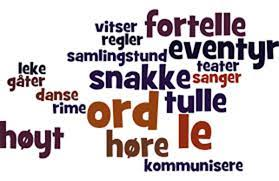 vitser
fortelle
regler
eventyr
samlingstund
leke
teater
gåter
snakke
sanger
danse
tulle
rime
ord
le
høyt
høre
kommunisere